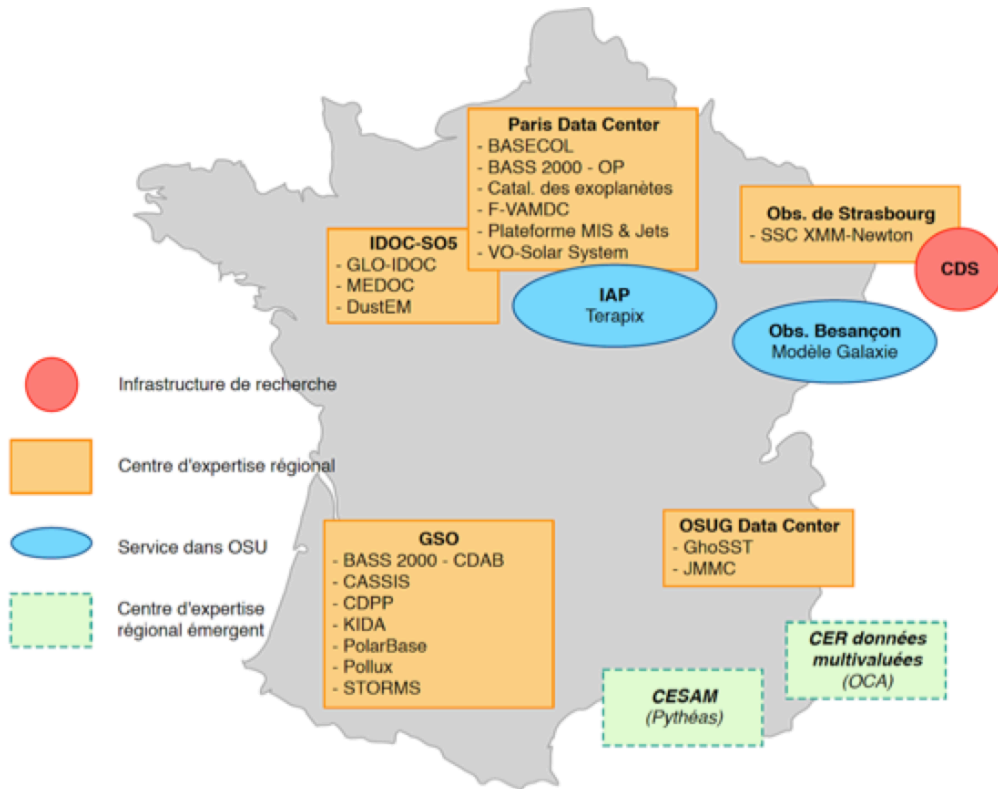 Paris Data Center
- BASECOL
- BASS 2000 - OP
- Catal. des exoplanètes
- F-VAMDC
- Plateforme MIS & Jets
- VO-Solar System
Obs. de Strasbourg
- SSC XMM-Newton
CDS
IDOC-SO5
- GLO-IDOC
- MEDOC
- DustEM
IAP
Terapix
Obs. Besançon
Modèle Galaxie
Infrastructure de recherche
Centre d'expertise régional
Service dans OSU
Centre d'expertise
régional émergent
GSO
- BASS 2000 - CDAB
- CASSIS
- CDPP
- KIDA
- PolarBase
- Pollux
- STORMS
OSUG Data Center
- GhoSST
- JMMC
CER données
multivaluées
(OCA)
CESAM
(Pythéas)